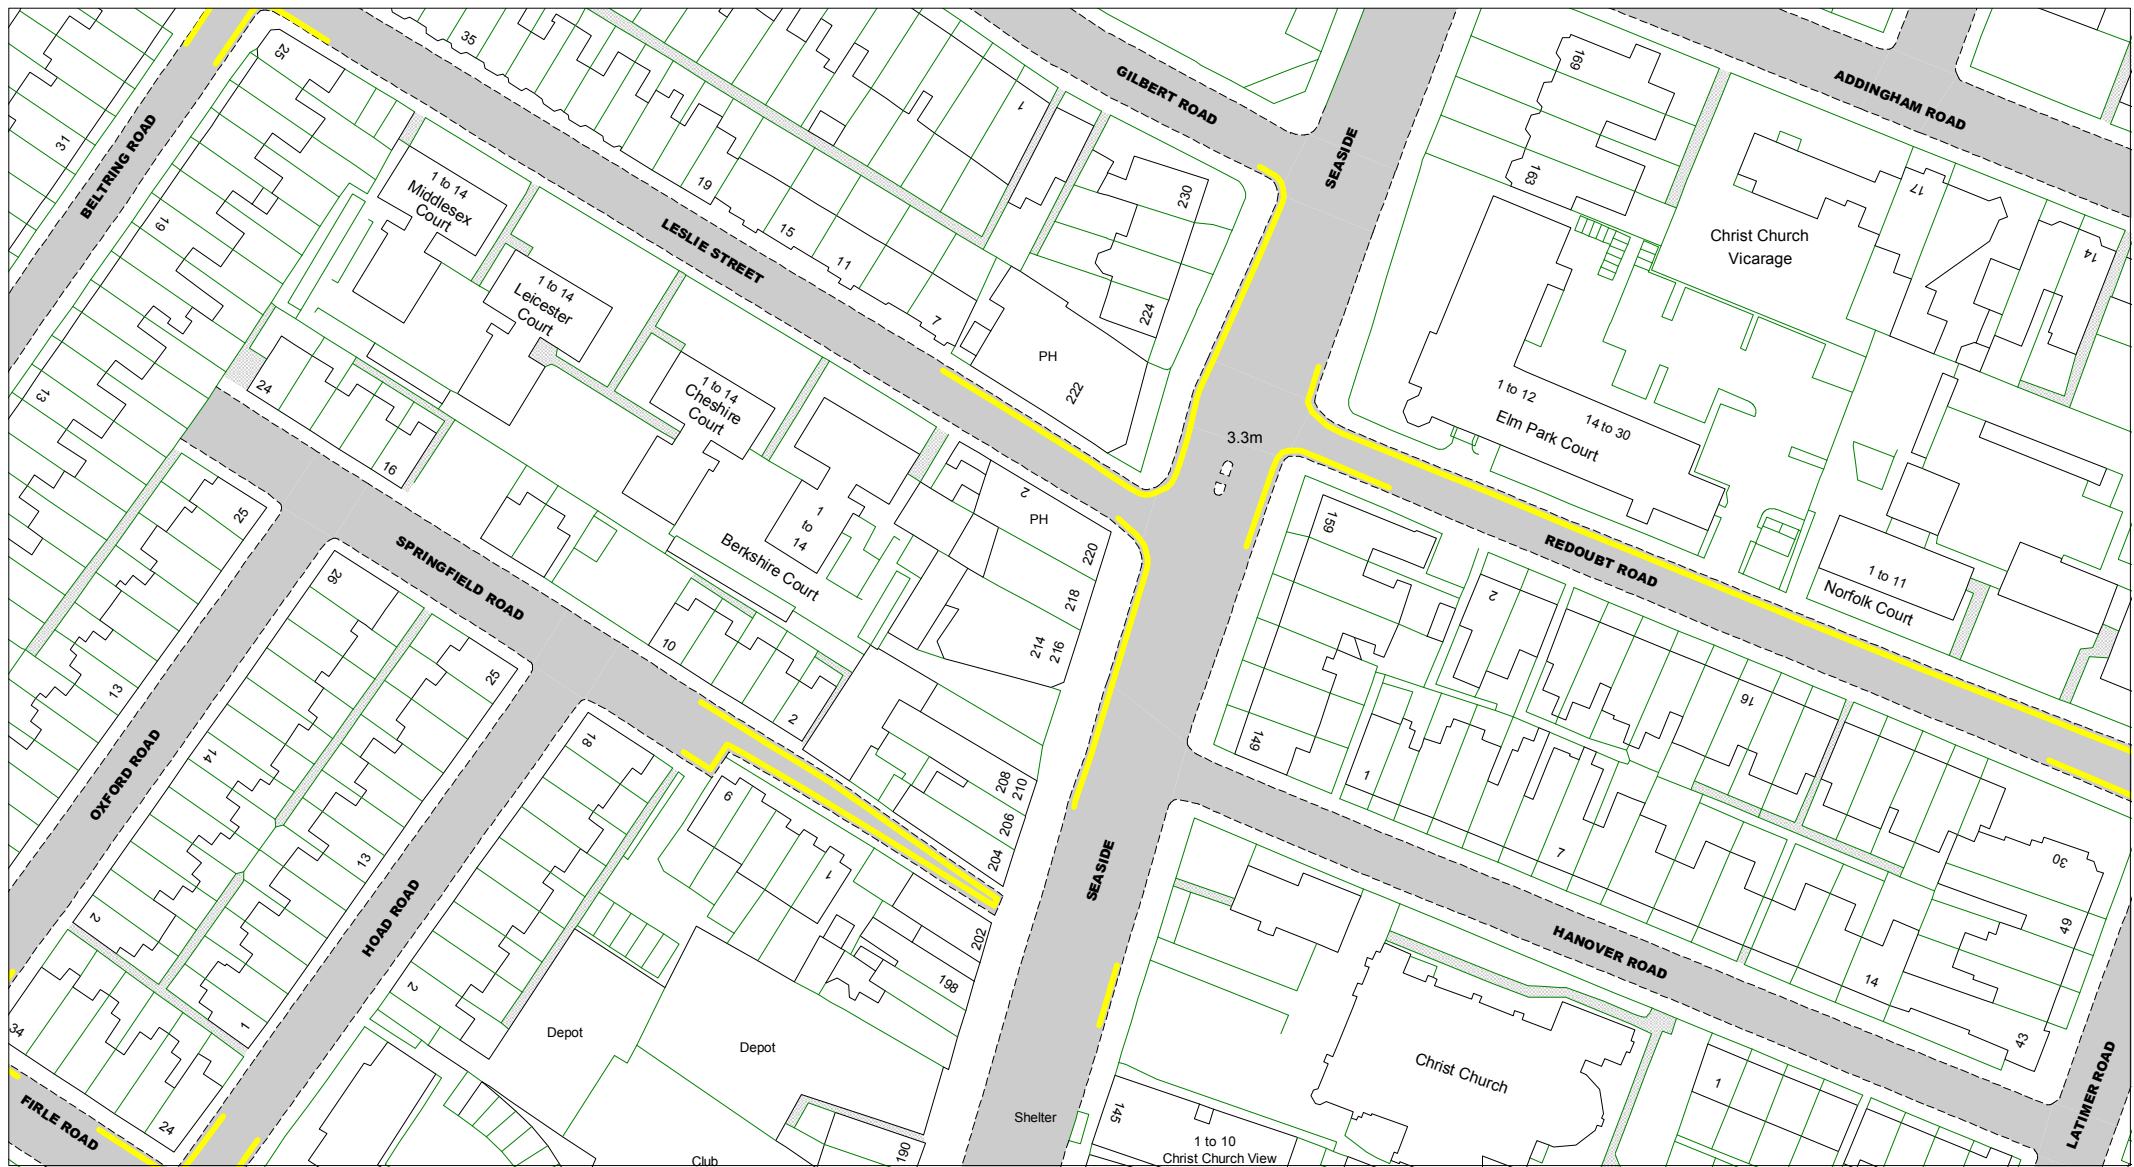 35
25
31
BELTRING ROAD
19
13
1 to 14
Middlesex
Court
1 to 14
Leicester
Court
1 to 14
Cheshire
Court
1
to
14
Berkshire Court
LESLIE STREET
19
15
11
7
1
GILBERT ROAD
SEASIDE
230
224
PH
222
3.3m
169
163
ADDINGHAM ROAD
17
14
Christ Church
Vicarage
1 to 12
14 to 30
Elm Park Court
1 to 11
Norfolk Court
REDOUBT ROAD
159
149
2
16
1
7
30
49
43
14
HANOVER ROAD
LATIMER ROAD
24
16
10
2
SPRINGFIELD ROAD
2
PH
220
218
214
216
208
210
206
204
202
198
190
SEASIDE
25
13
26
14
2
25
13
1
OXFORD ROAD
HOAD ROAD
18
2
9
1
34
24
FIRLE ROAD
Depot
Depot
Club
Shelter
145
1 to 10
Christ Church View
Christ Church
1